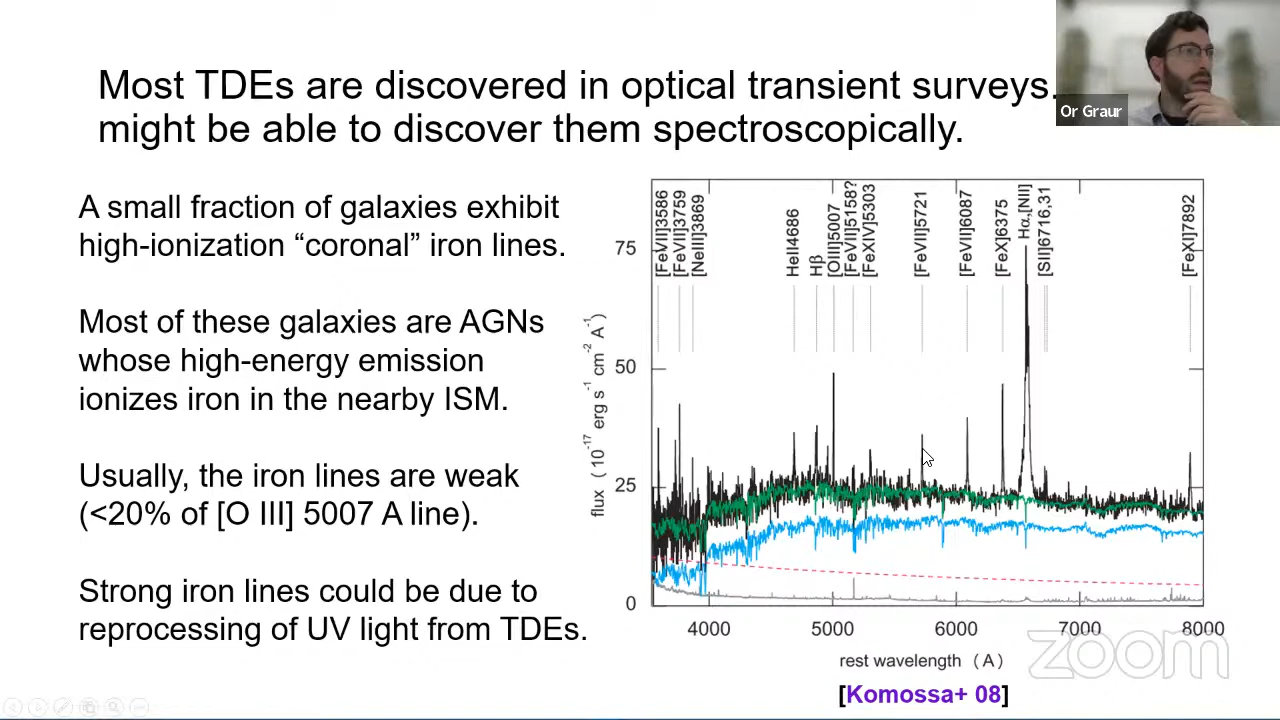 Most TDEs are discovered in optical transient surveys.
might be able to discover them spectroscopically.
Or Graur
A small fraction of galaxies exhibit
high-ionization “coronal” iron lines.
Most of these galaxies are AGNs
whose high-energy emission
ionizes iron in the nearby ISM.
Usually, the iron lines are weak
(<20% of [O III] 5007 A line).
Strong iron lines could be due to
reprocessing of UV light from TDEs.
[FeVII]3586
[FeVII]3759
[NeIII]3869
HeII4686
Hβ
[OIII]5007
[FeVII]5158?
[FeXIV]5303
[FeVII]5721
[FeVII]6087
[FeX]6375
Hα,[NII]
[SII]6716,31
[FeXI]7892
75
50
25
0
flux (10⁻¹⁷ erg s⁻¹ cm⁻² A⁻¹)
4000 5000 6000 7000 8000
rest wavelength (A)
zoom
[Komossa+ 08]